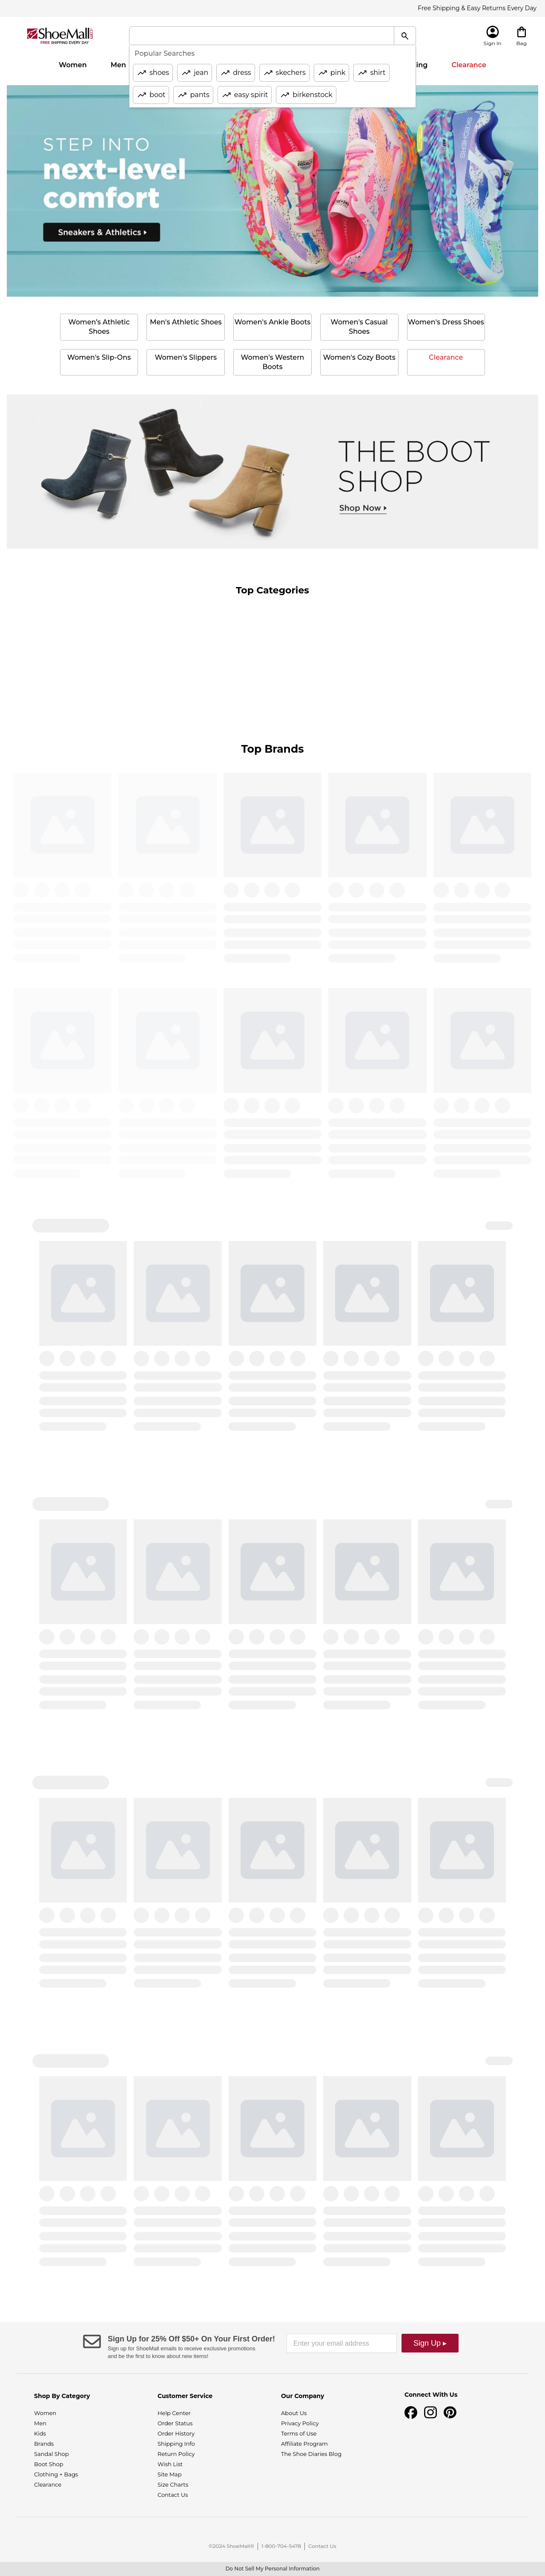 Free Shipping & Easy Returns Every Day
ShoeMall
FREE SHIPPING EVERY DAY
Sign In
Bag
Popular Searches
shoes
jean
dress
skechers
pink
shirt
boot
pants
easy spirit
birkenstock
Women
Men
ing
Clearance
STEP INTO
next-level
comfort
Sneakers & Athletics
SKECHERS
Women's Athletic
Shoes
Men's Athletic Shoes
Women's Ankle Boots
Women's Casual
Shoes
Women's Dress Shoes
Women's Slip-Ons
Women's Slippers
Women's Western
Boots
Women's Cozy Boots
Clearance
THE BOOT
SHOP
Shop Now
Top Categories
Top Brands
Sign Up for 25% Off $50+ On Your First Order!
Sign up for ShoeMall emails to receive exclusive promotions
and be the first to know about new items!
Enter your email address
Sign Up ▸
Shop By Category
Women
Men
Kids
Brands
Sandal Shop
Boot Shop
Clothing + Bags
Clearance
Customer Service
Help Center
Order Status
Order History
Shipping Info
Return Policy
Wish List
Site Map
Size Charts
Contact Us
Our Company
About Us
Privacy Policy
Terms of Use
Affiliate Program
The Shoe Diaries Blog
Connect With Us
©2024 ShoeMall®
1-800-704-5478
Contact Us
Do Not Sell My Personal Information